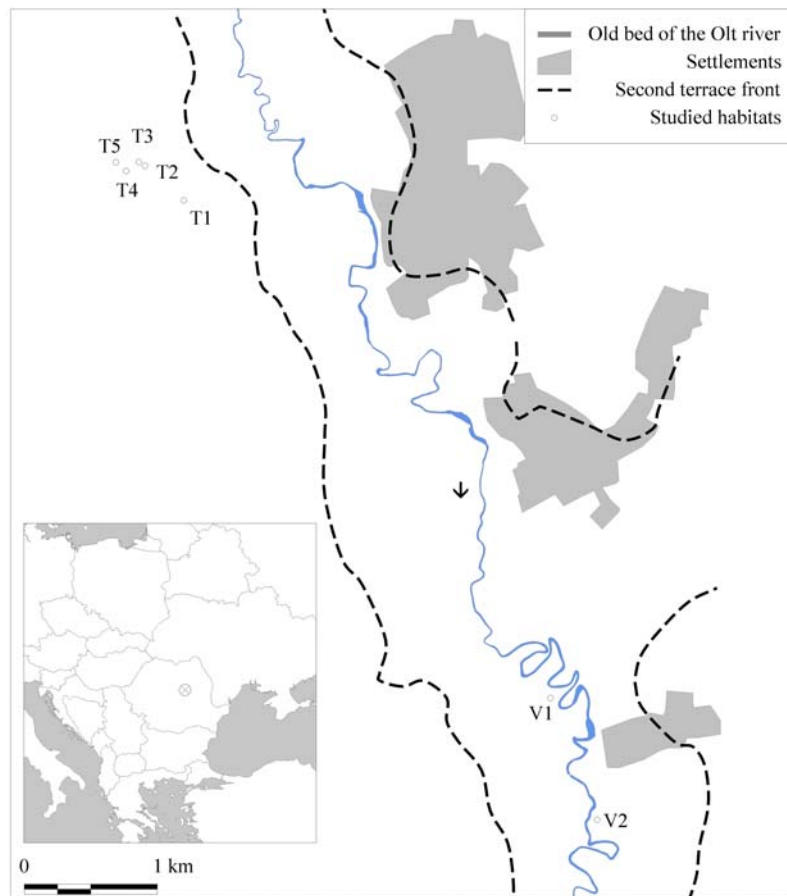 Old bed of the Olt river
Settlements
Second terrace front
Studied habitats
T5
T3
T2
T4
T1
V1
V2
0
1 km